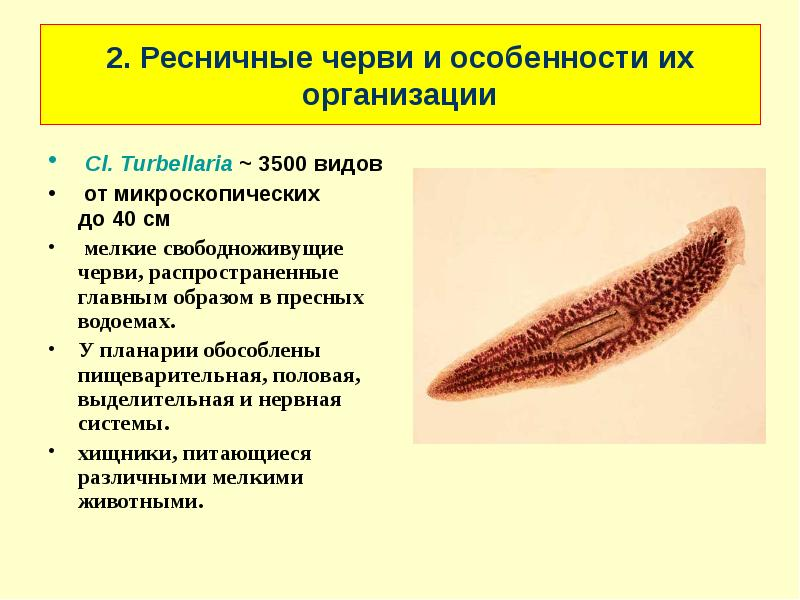 2. Ресничные черви и особенности их
организации
• Cl. Turbellaria ~ 3500 видов
• от микроскопических
до 40 см
• мелкие свободноживущие
черви, распространенные
главным образом в пресных
водоемах.
• У планарии обособлены
пищеварительная, половая,
выделительная и нервная
системы.
• хищники, питающиеся
различными мелкими
животными.